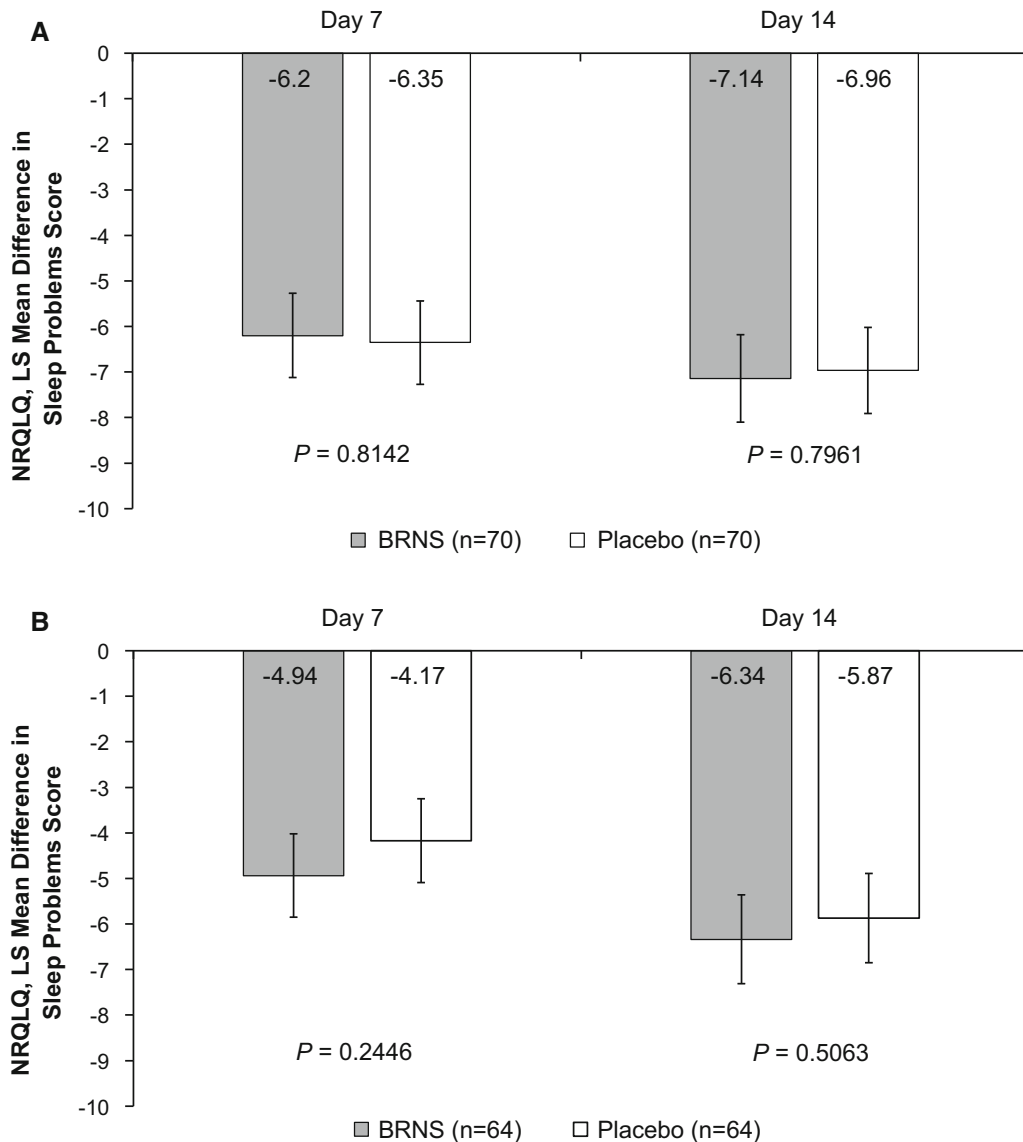 A
Day 7
Day 14
NRQLQ, LS Mean Difference in
Sleep Problems Score
0
-1
-2
-3
-4
-5
-6
-7
-8
-9
-10
-6.2
-6.35
-7.14
-6.96
P = 0.8142
P = 0.7961
BRNS (n=70)
Placebo (n=70)
B
Day 7
Day 14
NRQLQ, LS Mean Difference in
Sleep Problems Score
0
-1
-2
-3
-4
-5
-6
-7
-8
-9
-10
-4.94
-4.17
-6.34
-5.87
P = 0.2446
P = 0.5063
BRNS (n=64)
Placebo (n=64)